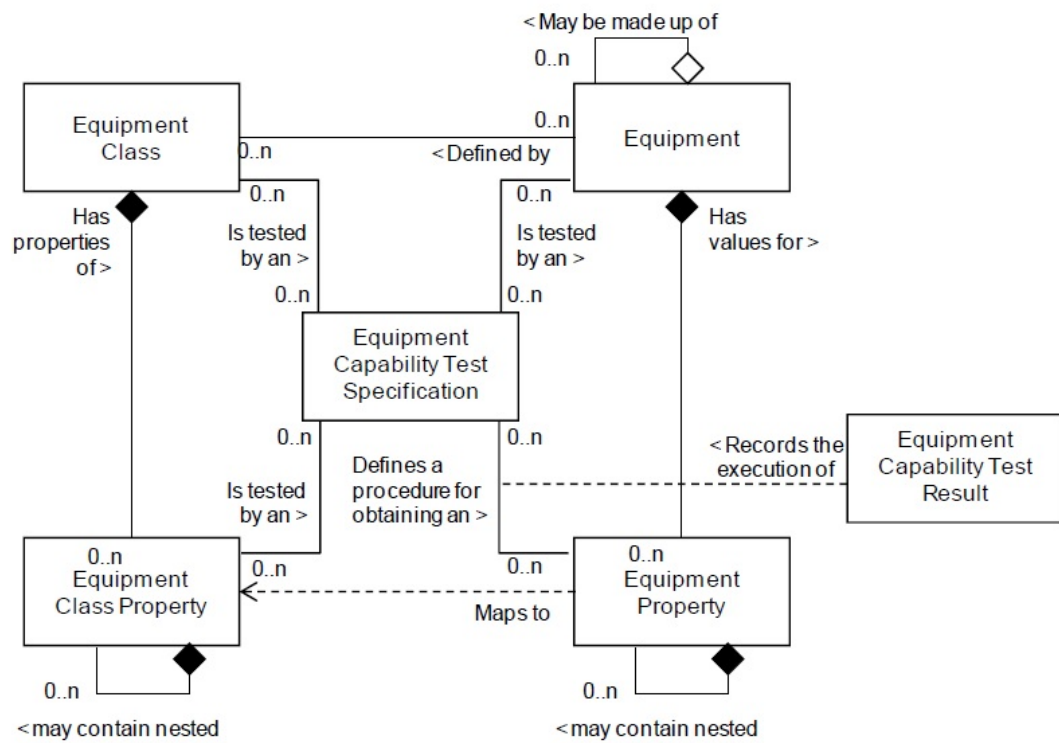 < May be made up of
0..n
0..n
Equipment
Class
Equipment
0..n
< Defined by
0..n
0..n
Has
properties
of >
Is tested
by an >
Is tested
by an >
Has
values for >
0..n
0..n
Equipment
Capability Test
Specification
0..n
0..n
< Records the
execution of
Equipment
Capability Test
Result
Defines a
procedure for
obtaining an >
Is tested
by an >
0..n
Equipment
Class Property
0..n
0..n
0..n
Equipment
Property
Maps to
0..n
0..n
< may contain nested
< may contain nested